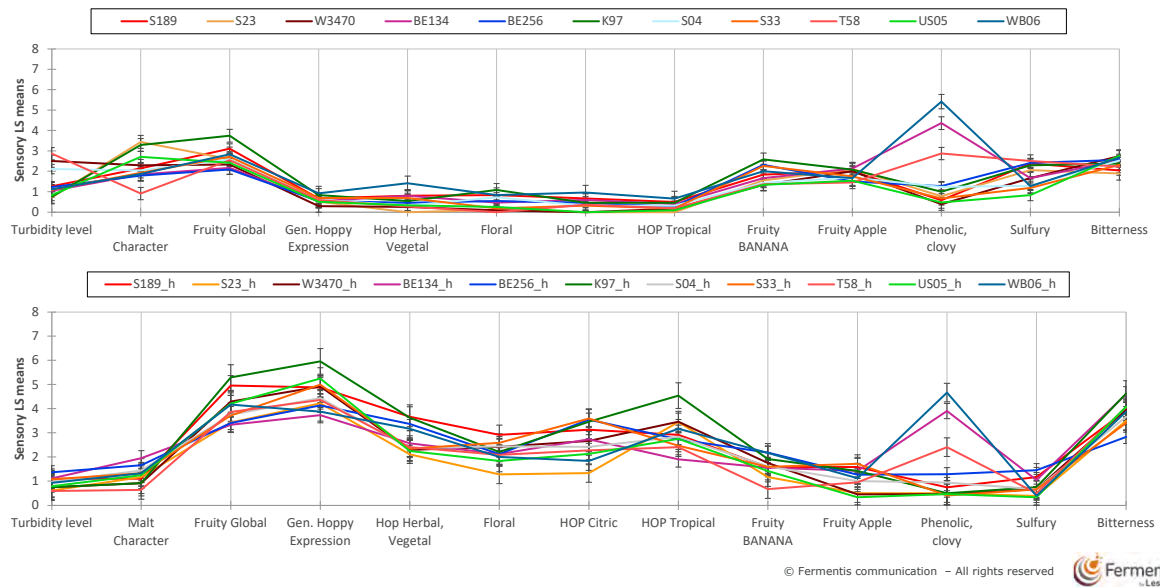 S189 S23 W3470 BE134 BE256 K97 S04 S33 T58 US05 WB06
Sensory LS means
8
7
6
5
4
3
2
1
0
Turbidity level Malt Fruity Global Gen. Hoppy Hop Herbal, Floral HOP Citric HOP Tropical Fruity Fruity Apple Phenolic, Sulfury Bitterness
Character Expression Vegetal BANANA clovy
S189_h S23_h W3470_h BE134_h BE256_h K97_h S04_h S33_h T58_h US05_h WB06_h
Sensory LS means
8
7
6
5
4
3
2
1
0
Turbidity level Malt Fruity Global Gen. Hoppy Hop Herbal, Floral HOP Citric HOP Tropical Fruity Fruity Apple Phenolic, Sulfury Bitterness
Character Expression Vegetal BANANA clovy
© Fermentis communication – All rights reserved
Fermen
by Les